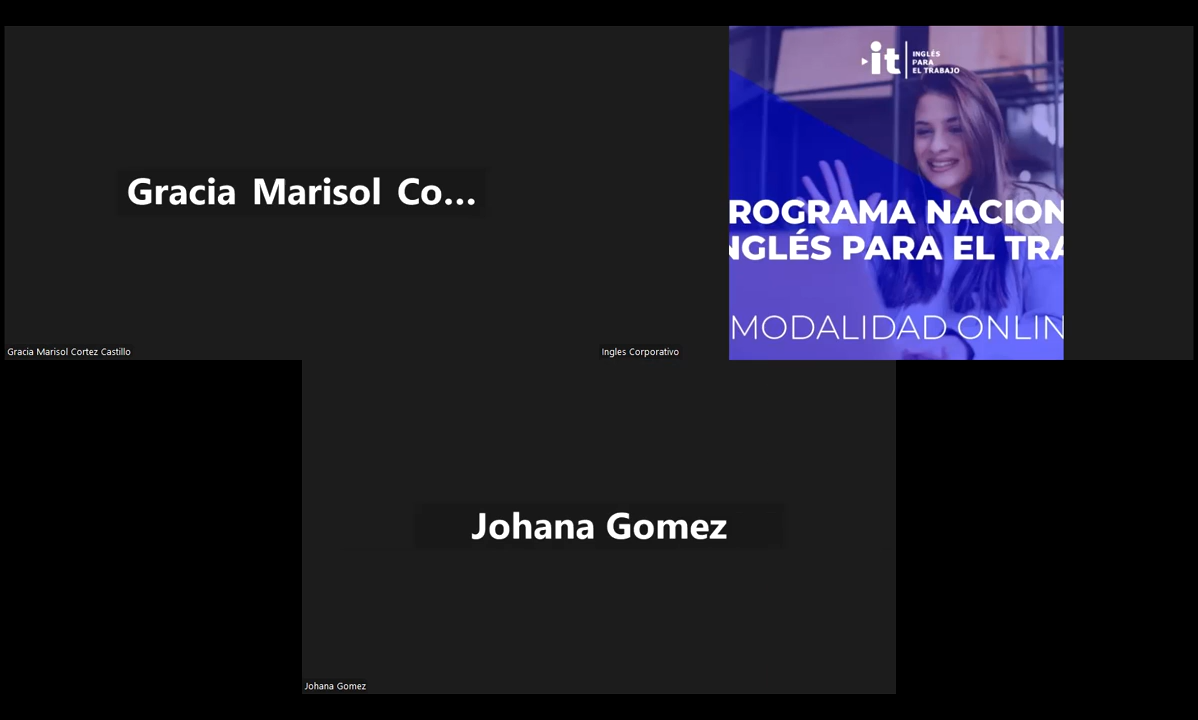 Gracia Marisol Co...
Gracia Marisol Cortez Castillo
it
INGLÉS
PARA
EL TRABAJO
ROGRAMA NACION
NGLÉS PARA EL TRA
MODALIDAD ONLIN
Ingles Corporativo
Johana Gomez
Johana Gomez